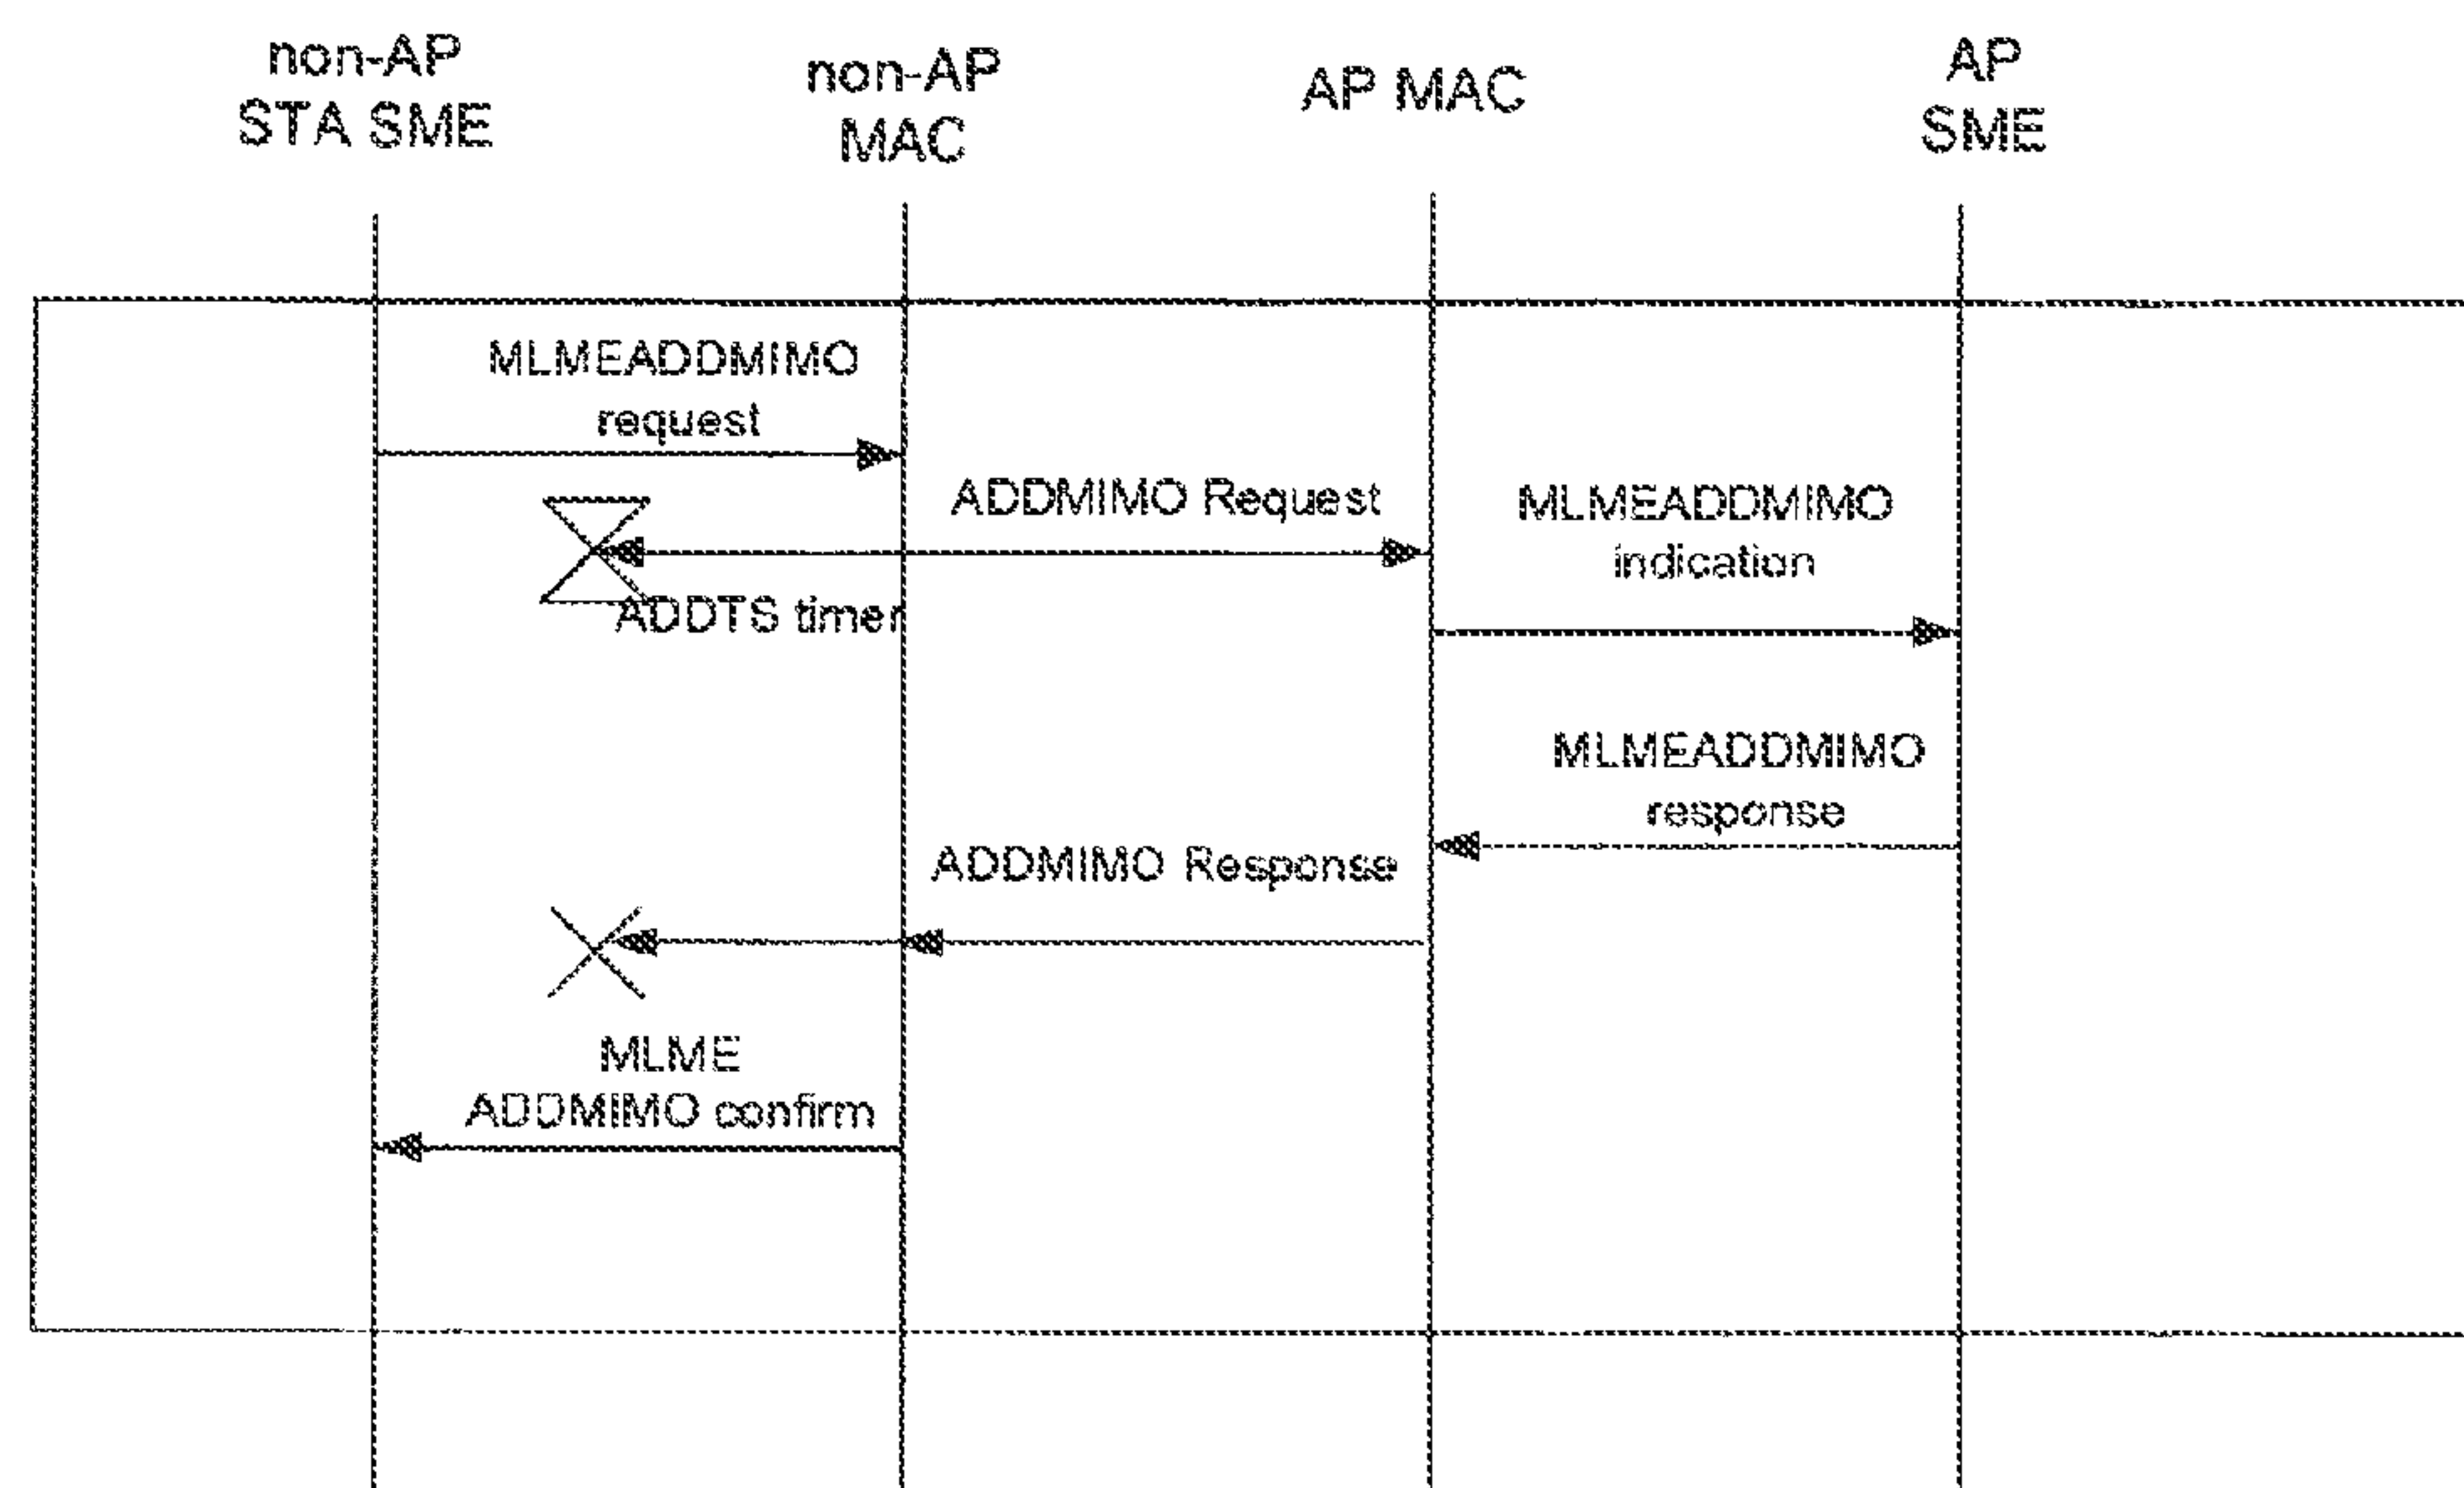 non-AP
STA SME
non-AP
MAC
AP MAC
AP
SME
MLMEADDMIMO
request
ADDMIMO Request
MLMEADDMIMO
indication
ADDTS timer
MLMEADDMIMO
response
ADDMIMO Response
MLME
ADDMIMO confirm